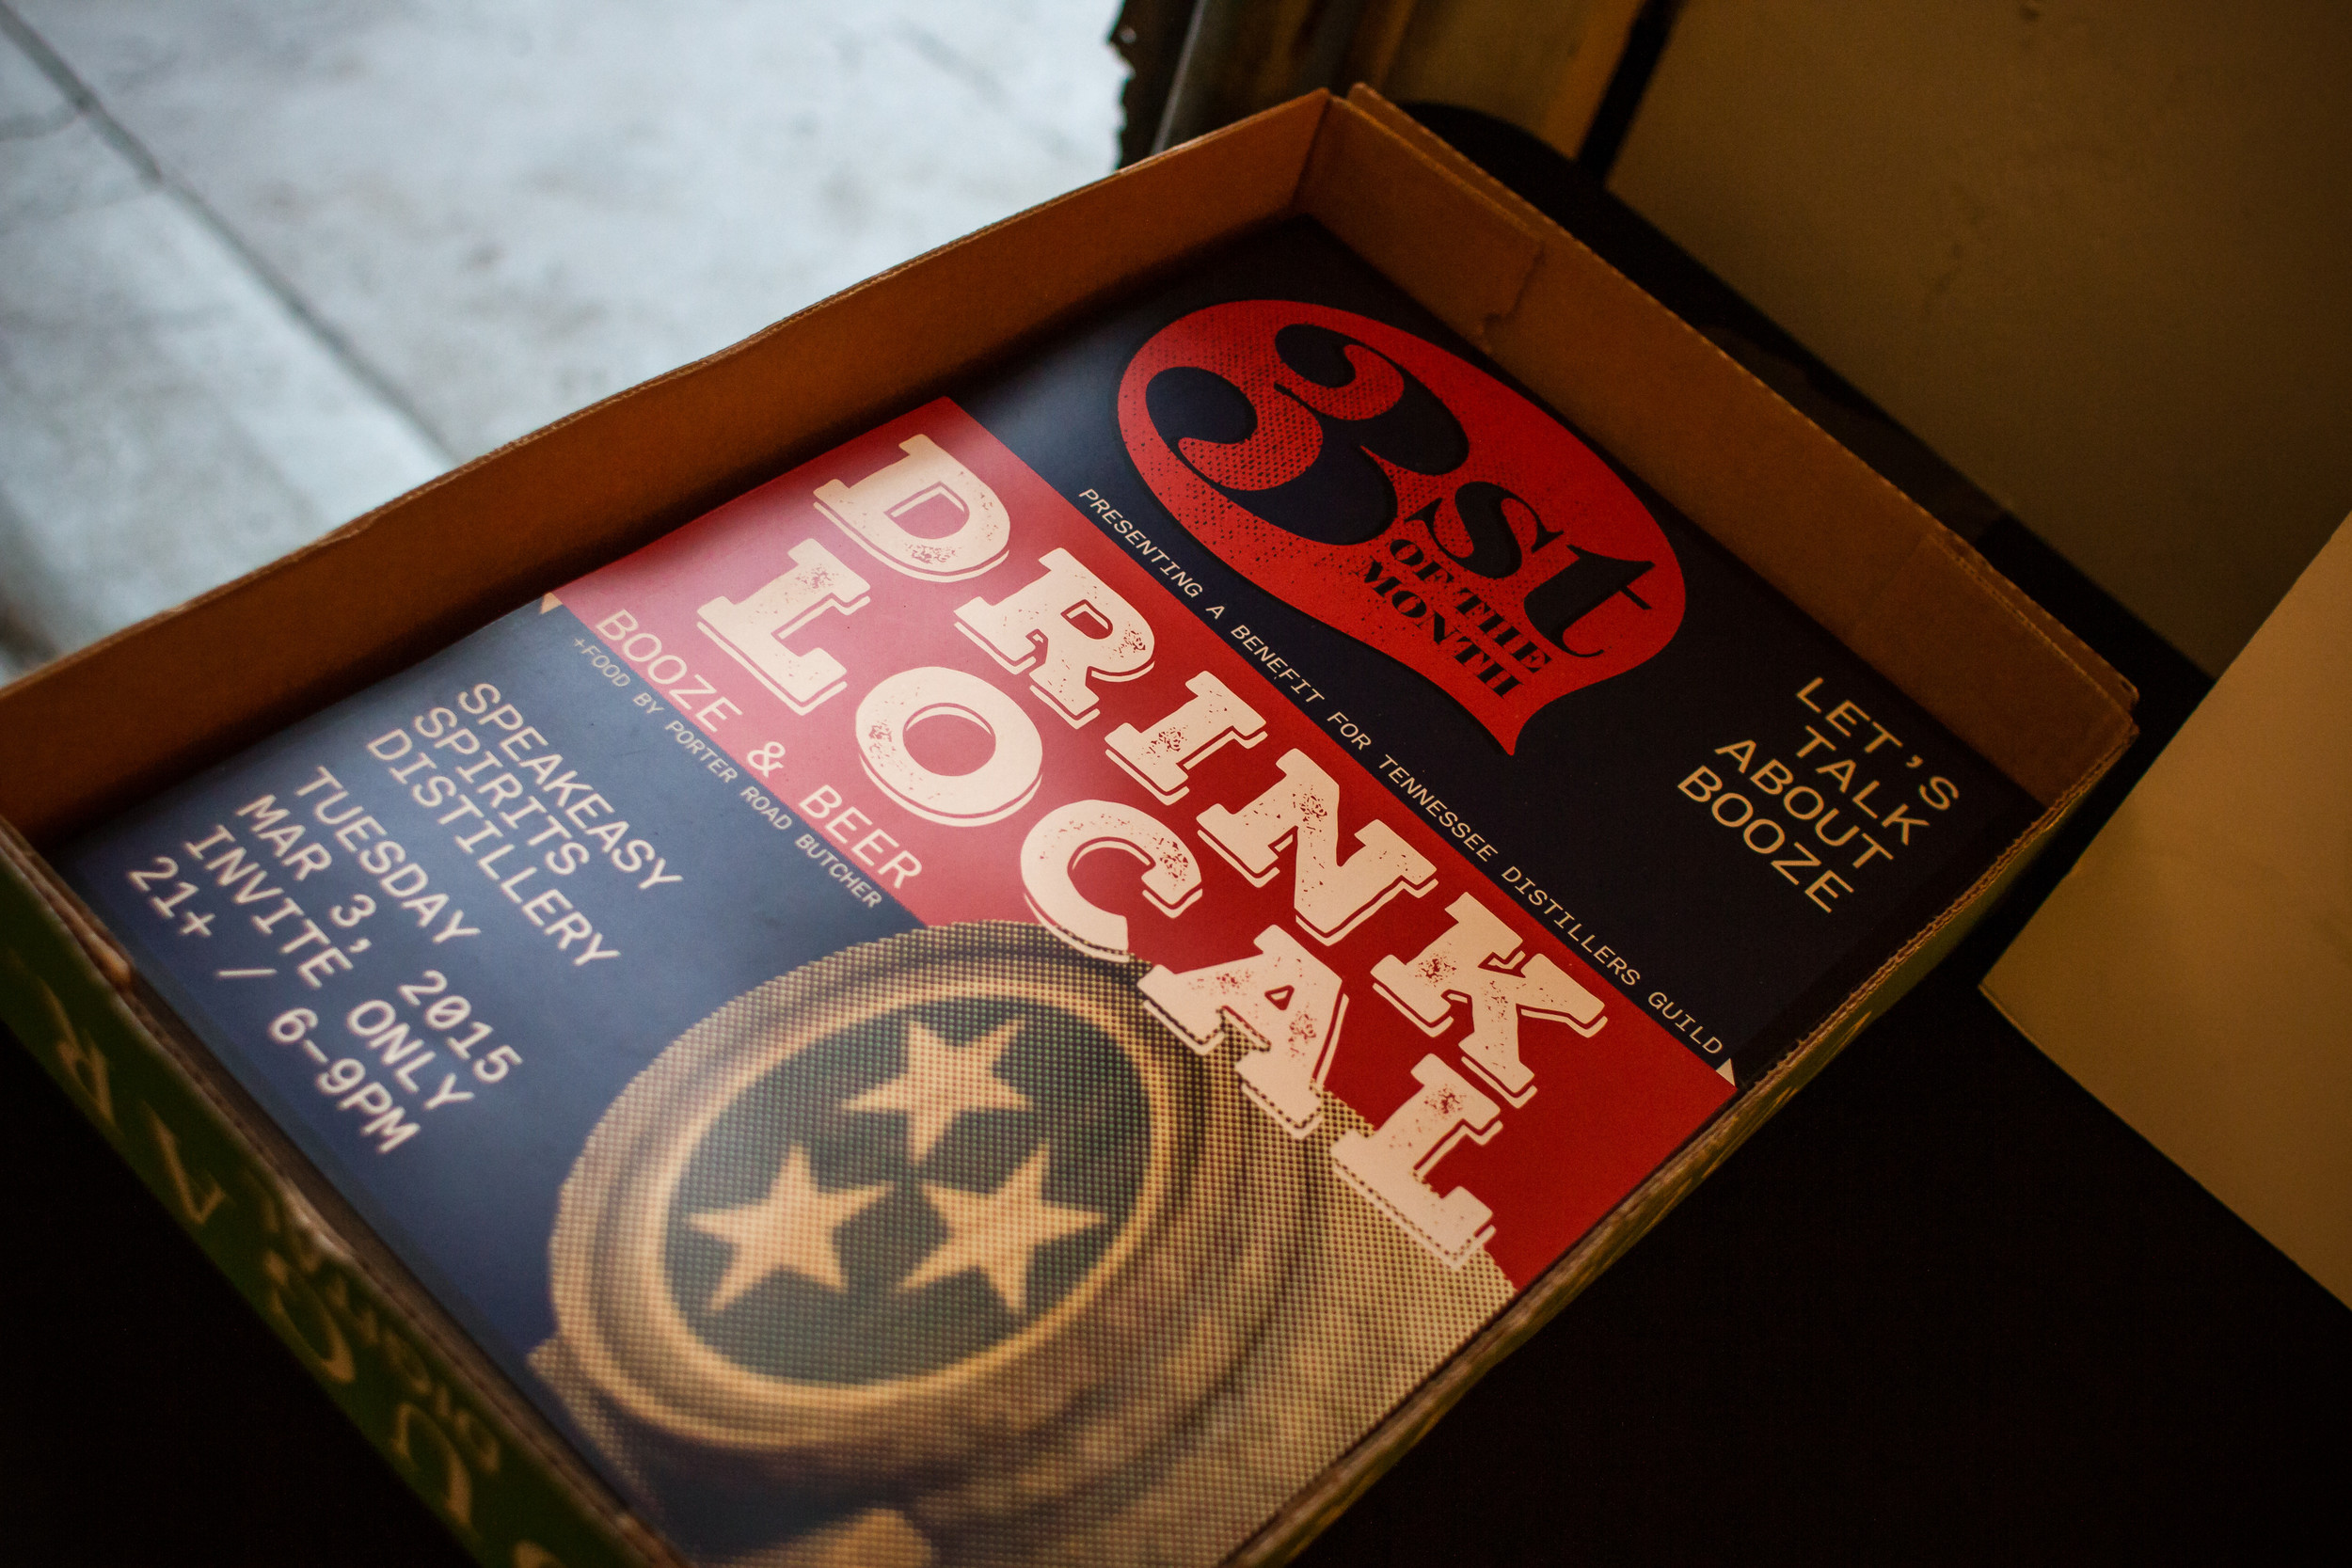 3st
OF THE
MONTH
LET'S
TALK
ABOUT
BOOZE
PRESENTING A BENEFIT FOR TENNESSEE DISTILLERS GUILD
DRINK
LOCAL
BOOZE & BEER
+FOOD BY PORTER ROAD BUTCHER
SPEAKEASY
SPIRITS
DISTILLERY
TUESDAY
MAR 3, 2015
INVITE ONLY
21+ / 6–9PM